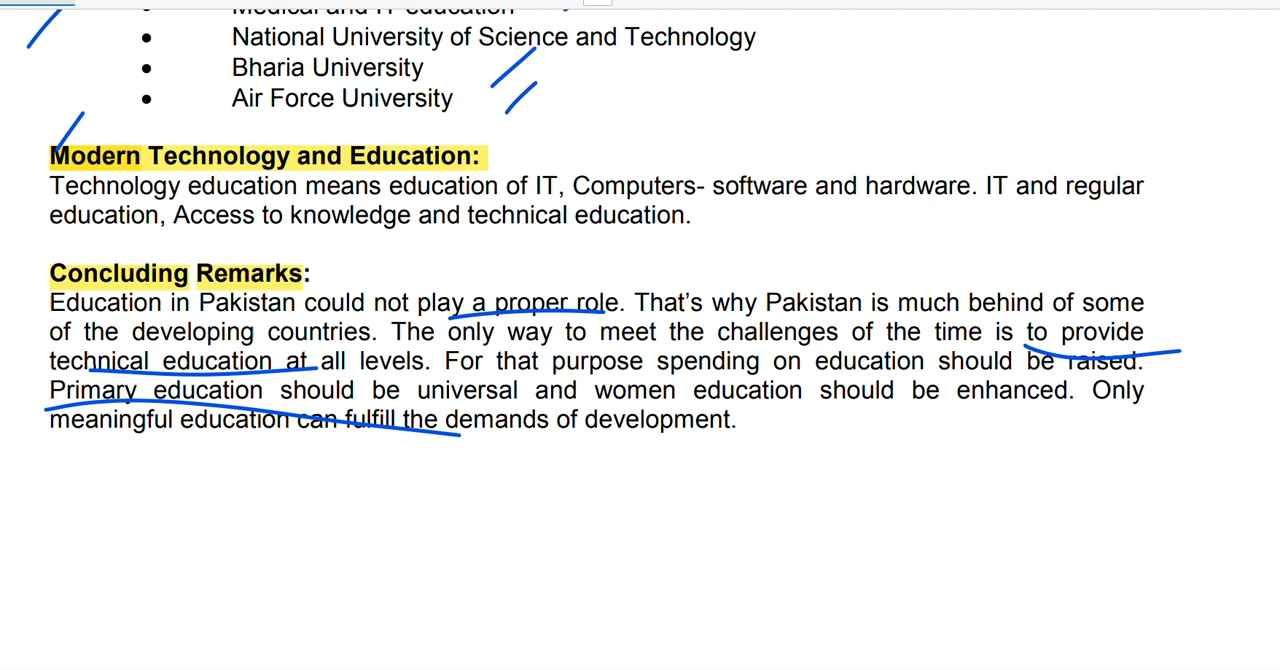 Medical and IT education
• National University of Science and Technology
• Bharia University
• Air Force University
Modern Technology and Education:
Technology education means education of IT, Computers- software and hardware. IT and regular
education, Access to knowledge and technical education.
Concluding Remarks:
Education in Pakistan could not play a proper role. That’s why Pakistan is much behind of some
of the developing countries. The only way to meet the challenges of the time is to provide
technical education at all levels. For that purpose spending on education should be raised.
Primary education should be universal and women education should be enhanced. Only
meaningful education can fulfill the demands of development.